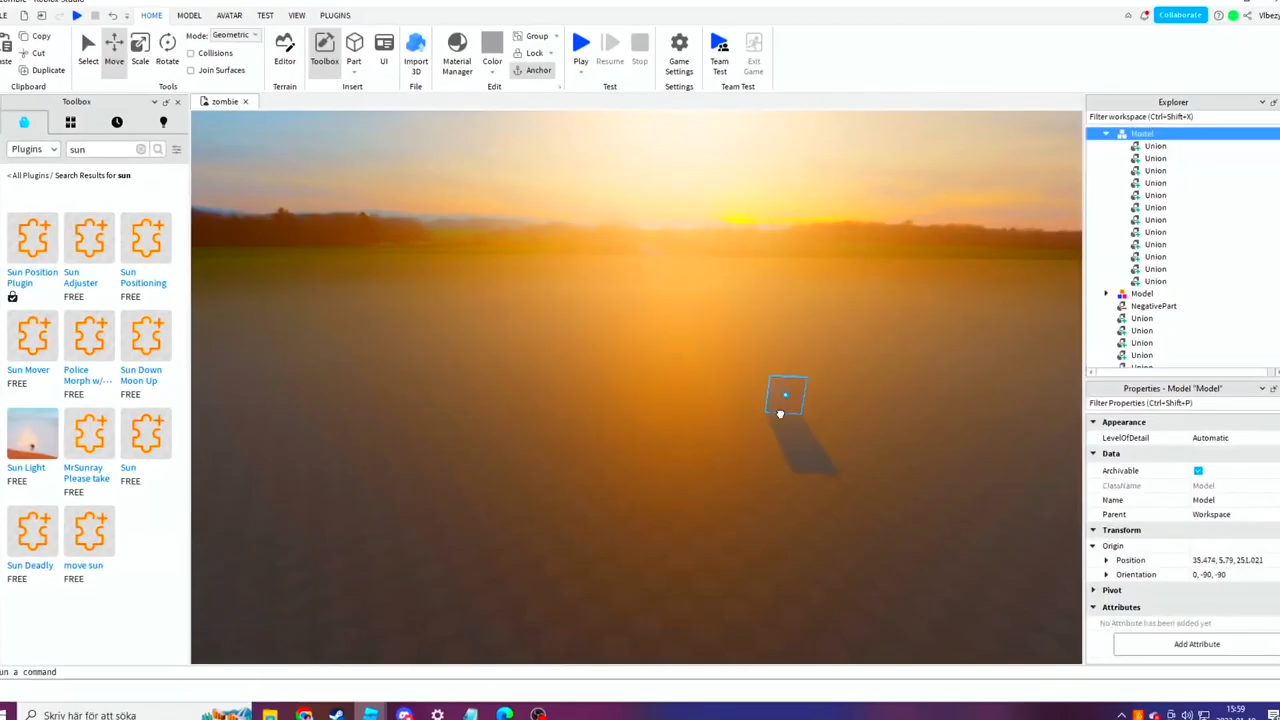 HOME MODEL AVATAR TEST VIEW PLUGINS
Collaborate
Copy
Cut
Duplicate
Clipboard
Select
Move
Scale
Rotate
Mode: Geometric
Collisions
Join Surfaces
Tools
Editor
Terrain
Toolbox
Part
UI
Insert
Import
3D
File
Material
Manager
Color
Group
Lock
Anchor
Edit
Play
Resume
Stop
Test
Game
Settings
Settings
Team
Test
Exit
Game
Team Test
Toolbox
zombie
Plugins
sun
< All Plugins / Search Results for sun
Sun Position
Plugin
Sun
Adjuster
FREE
Sun
Positioning
FREE
Sun Mover
FREE
Police
Morph w/...
FREE
Sun Down
Moon Up
FREE
Sun Light
FREE
MrSunray
Please take
FREE
Sun
FREE
Sun Deadly
FREE
move sun
FREE
Explorer
Filter workspace (Ctrl+Shift+X)
Model
Union
Union
Union
Union
Union
Union
Union
Union
Union
Union
Union
Union
Model
NegativePart
Union
Union
Union
Union
Properties - Model "Model"
Filter Properties (Ctrl+Shift+P)
Appearance
LevelOfDetail Automatic
Data
Archivable
ClassName Model
Name Model
Parent Workspace
Transform
Origin
Position 35.474, 5.79, 251.021
Orientation 0, -90, -90
Pivot
Attributes
No Attribute has been added yet
Add Attribute
un a command
Skriv här för att söka
15:59